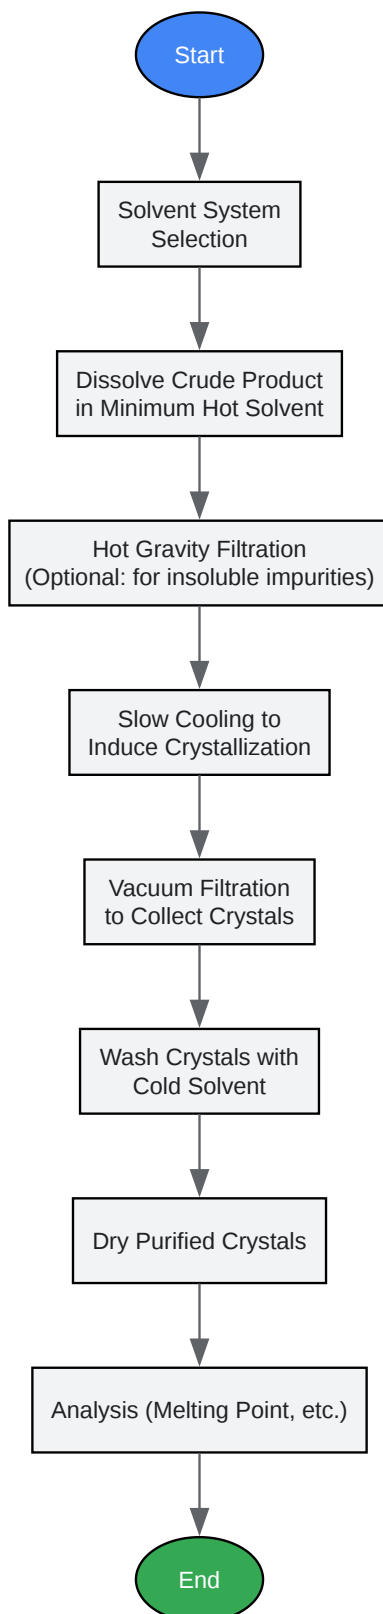 Start
Solvent System
Selection
Dissolve Crude Product
in Minimum Hot Solvent
Hot Gravity Filtration
(Optional: for insoluble impurities)
Slow Cooling to
Induce Crystallization
Vacuum Filtration
to Collect Crystals
Wash Crystals with
Cold Solvent
Dry Purified Crystals
Analysis (Melting Point, etc.)
End